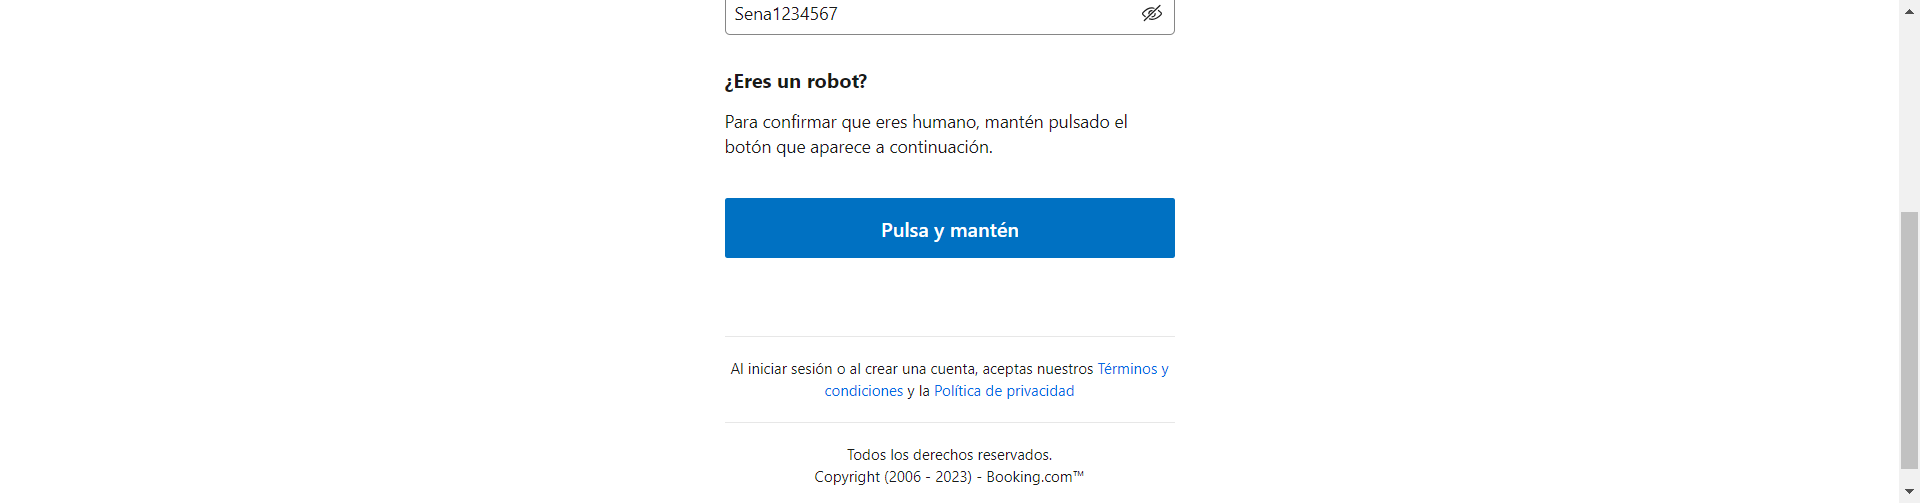 Sena1234567
¿Eres un robot?
Para confirmar que eres humano, mantén pulsado el
botón que aparece a continuación.
Pulsa y mantén
Al iniciar sesión o al crear una cuenta, aceptas nuestros Términos y
condiciones y la Política de privacidad
Todos los derechos reservados.
Copyright (2006 - 2023) - Booking.com™